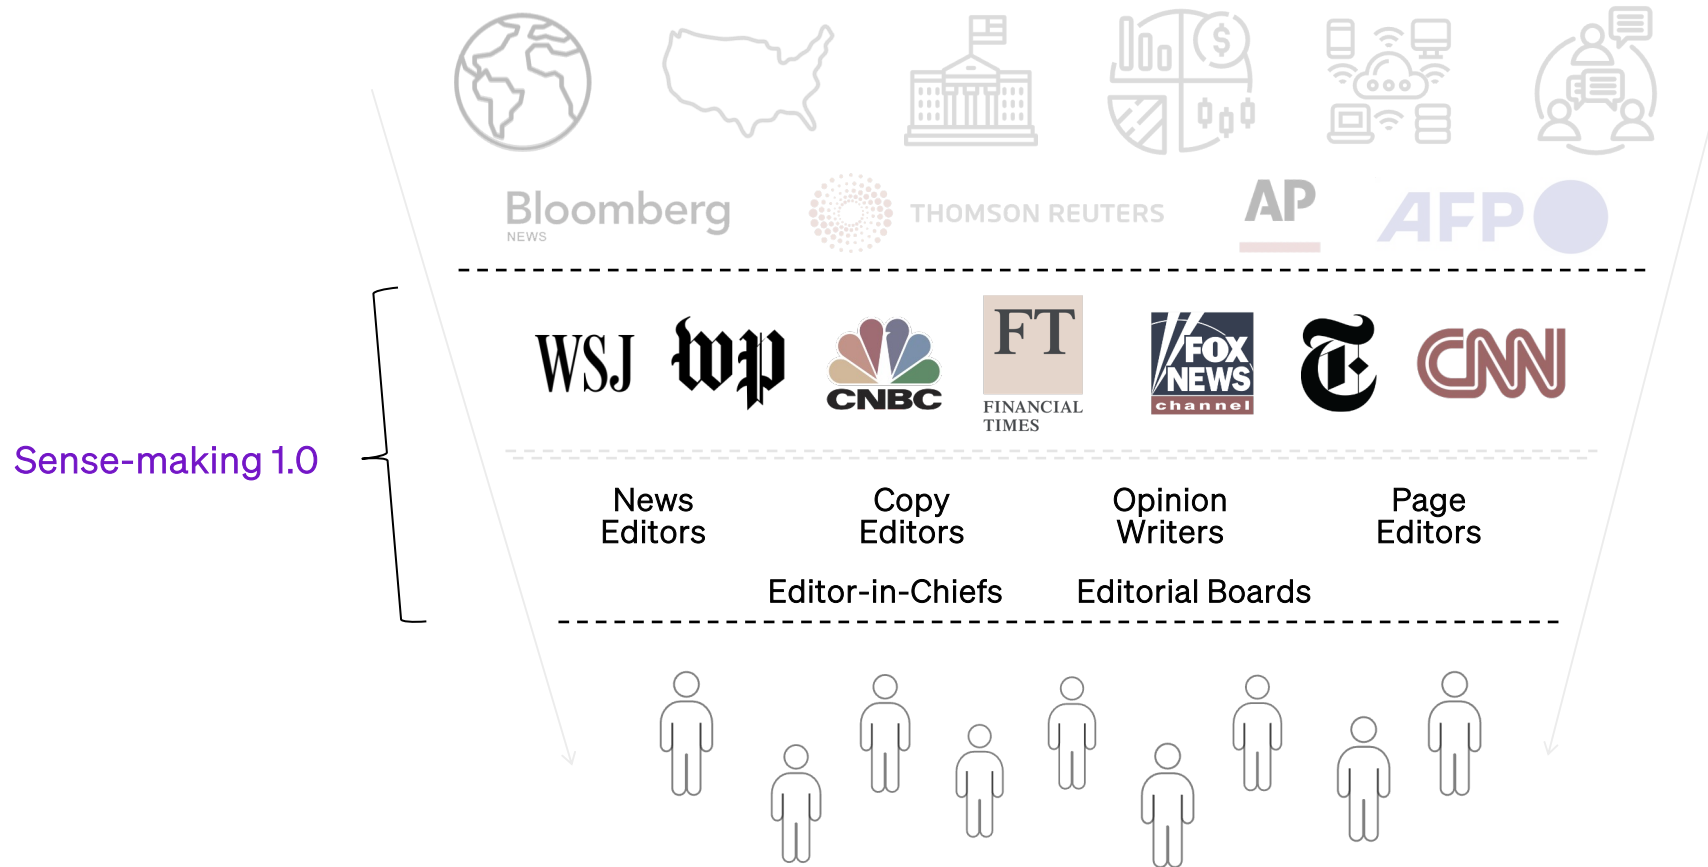 Bloomberg
NEWS
THOMSON REUTERS
AP
AFP
WSJ
wp
CNBC
FT
FINANCIAL
TIMES
FOX
NEWS
channel
T
CNN
Sense-making 1.0
News
Editors
Copy
Editors
Opinion
Writers
Page
Editors
Editor-in-Chiefs
Editorial Boards